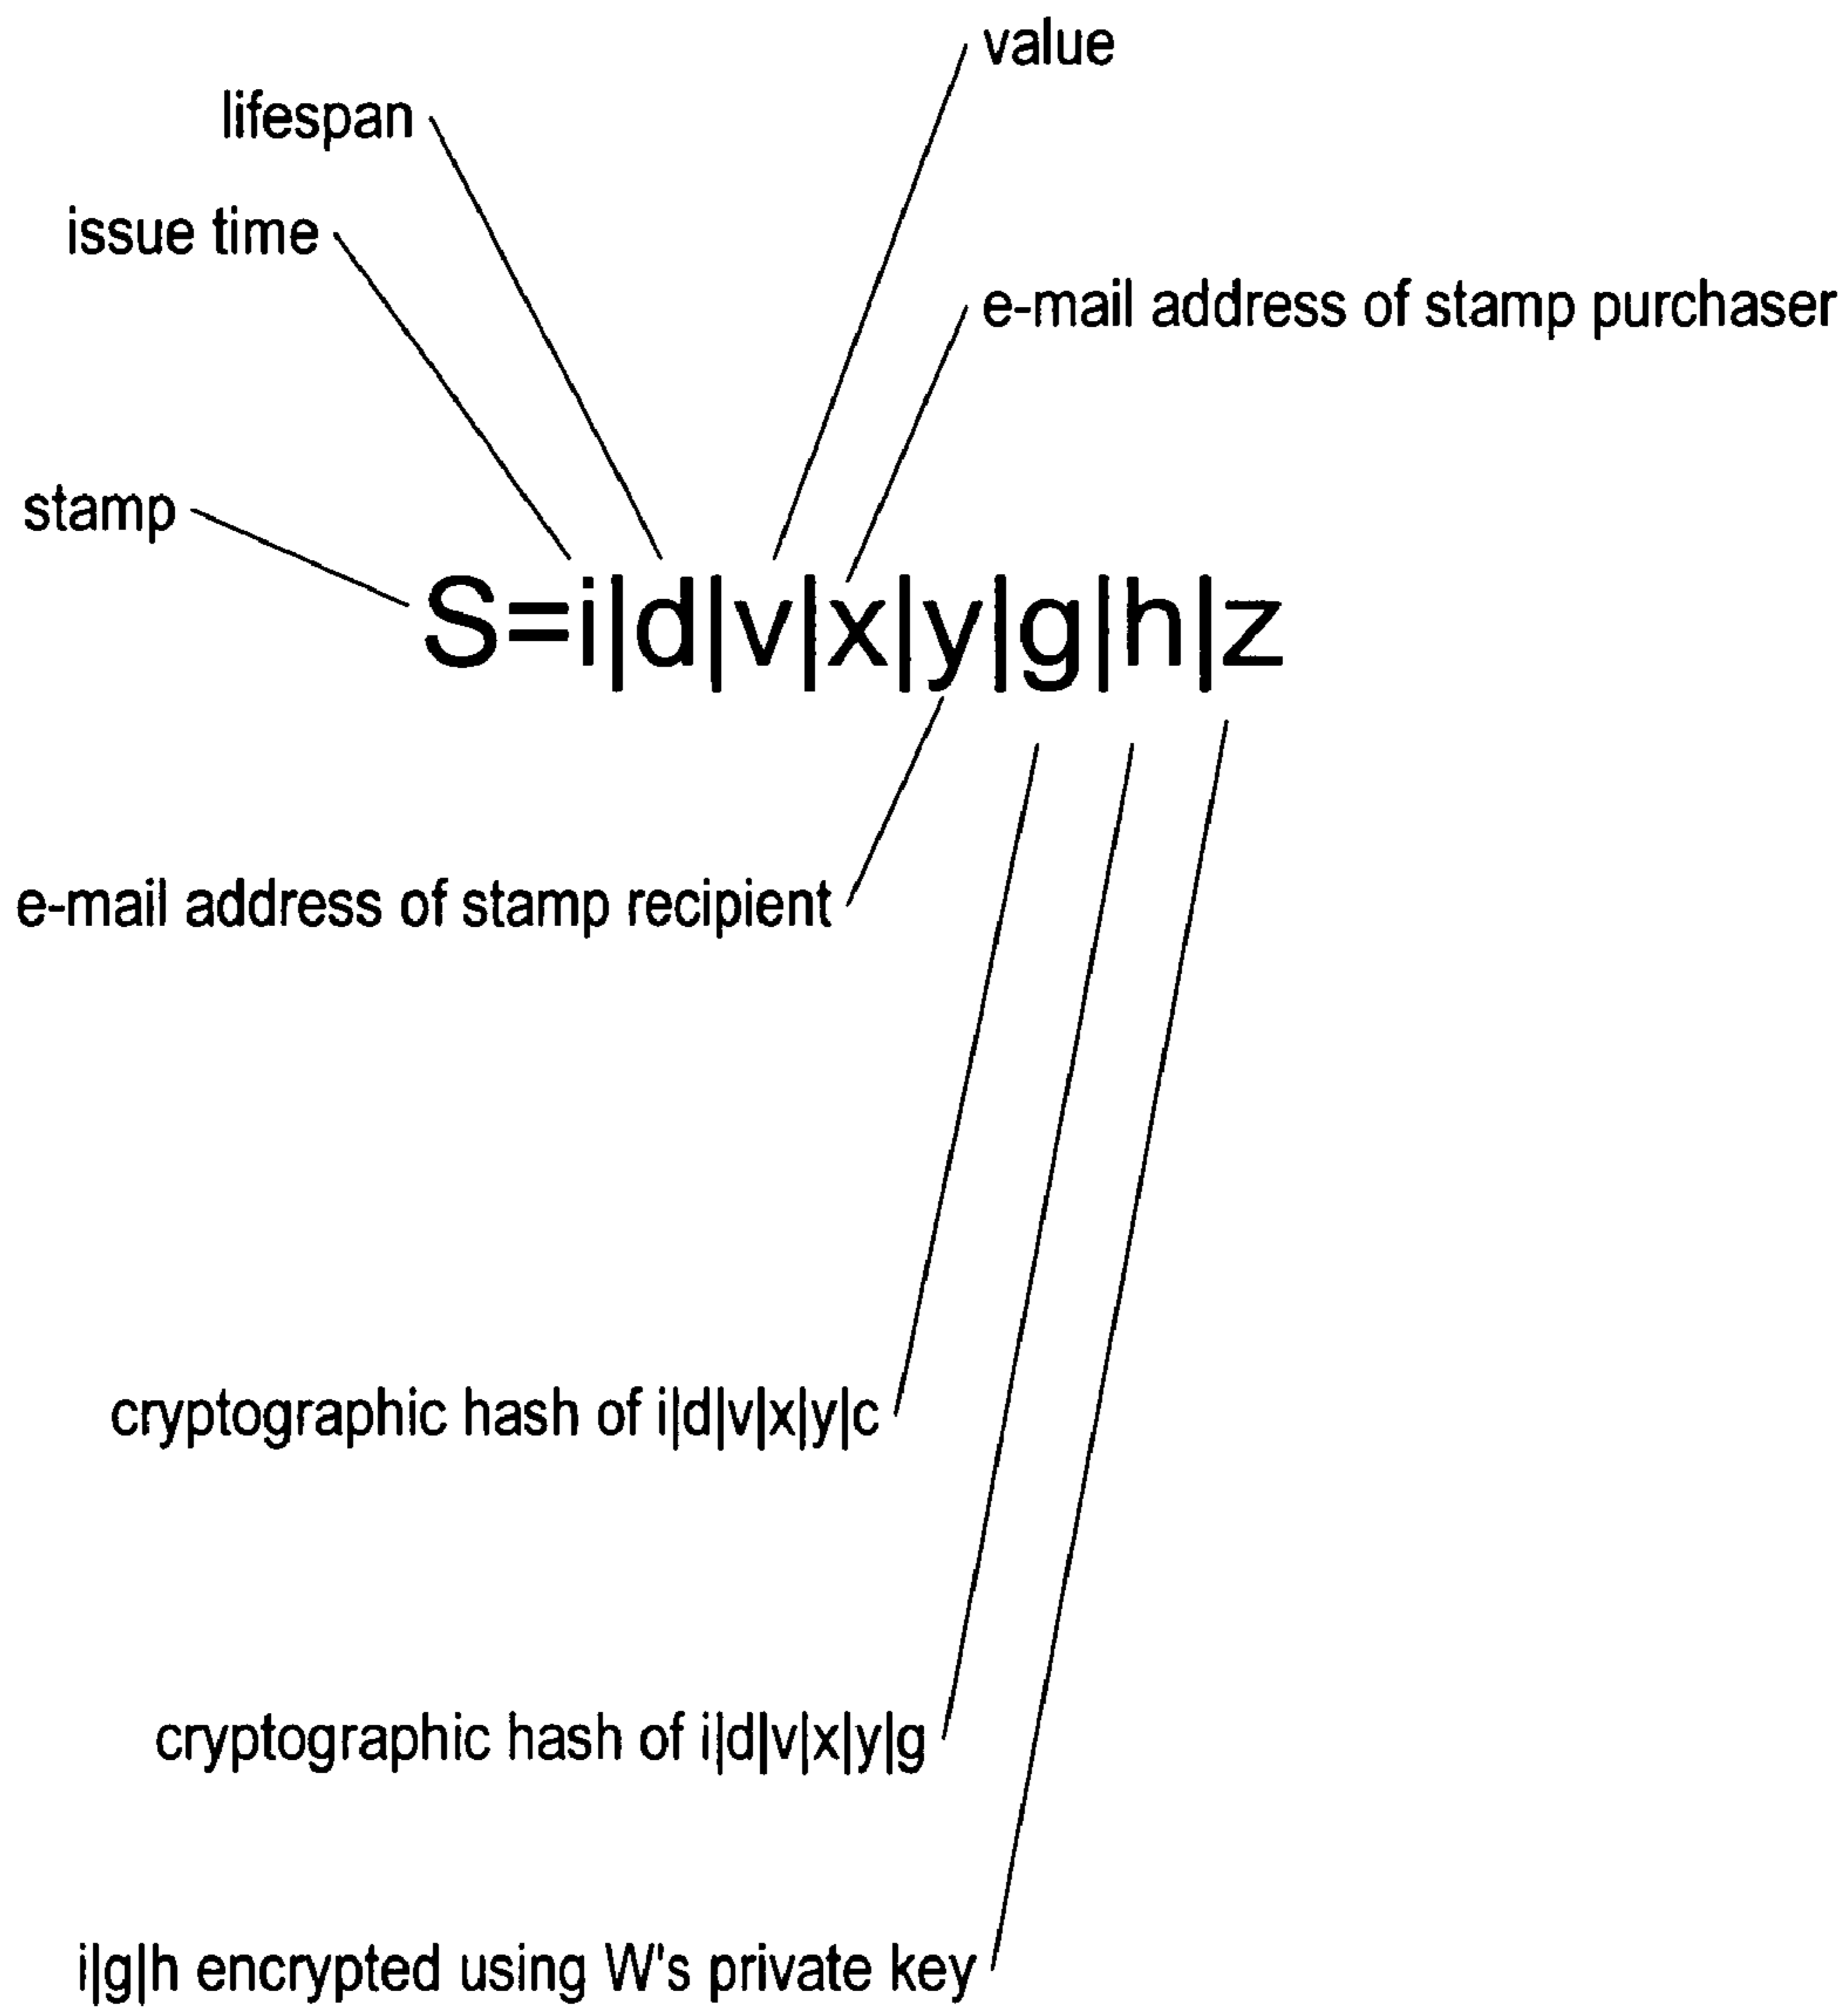 value
lifespan
issue time
e-mail address of stamp purchaser
stamp
S=i|d|v|x|y|g|h|z
e-mail address of stamp recipient
cryptographic hash of i|d|v|x|y|c
cryptographic hash of i|d|v|x|y|g
i|g|h encrypted using W's private key